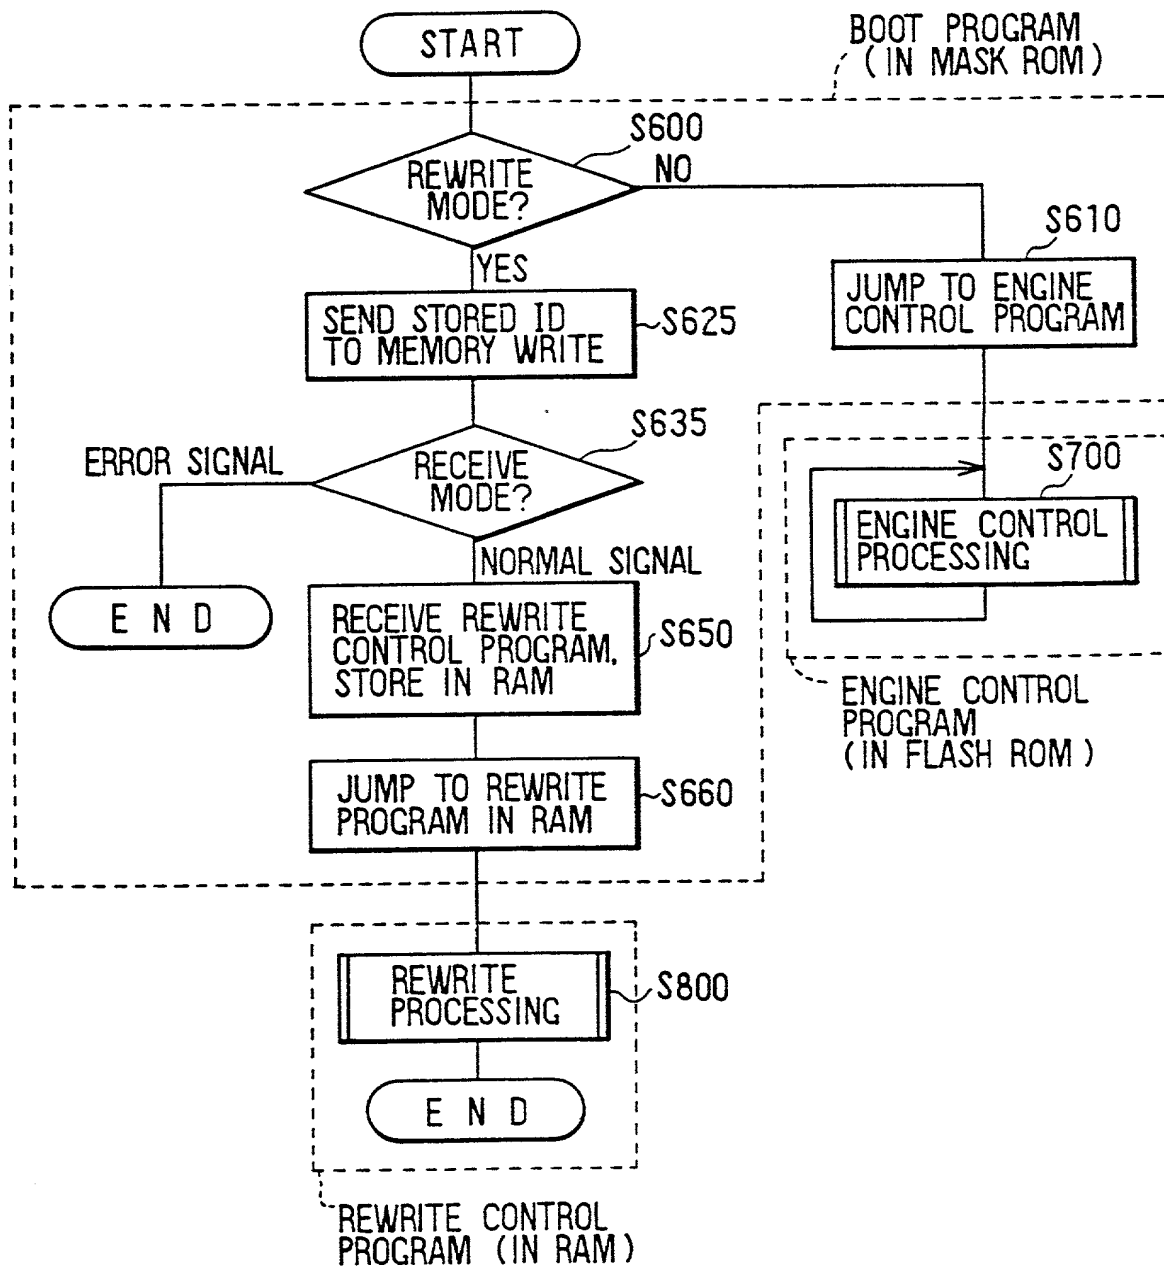 START
BOOT PROGRAM
(IN MASK ROM)
S600
REWRITE
MODE?
NO
YES
S610
JUMP TO ENGINE
CONTROL PROGRAM
SEND STORED ID
TO MEMORY WRITE
S625
S635
ERROR SIGNAL
RECEIVE
MODE?
S700
ENGINE CONTROL
PROCESSING
NORMAL SIGNAL
END
RECEIVE REWRITE
CONTROL PROGRAM,
STORE IN RAM
S650
ENGINE CONTROL
PROGRAM
(IN FLASH ROM)
JUMP TO REWRITE
PROGRAM IN RAM
S660
REWRITE
PROCESSING
S800
END
REWRITE CONTROL
PROGRAM (IN RAM)